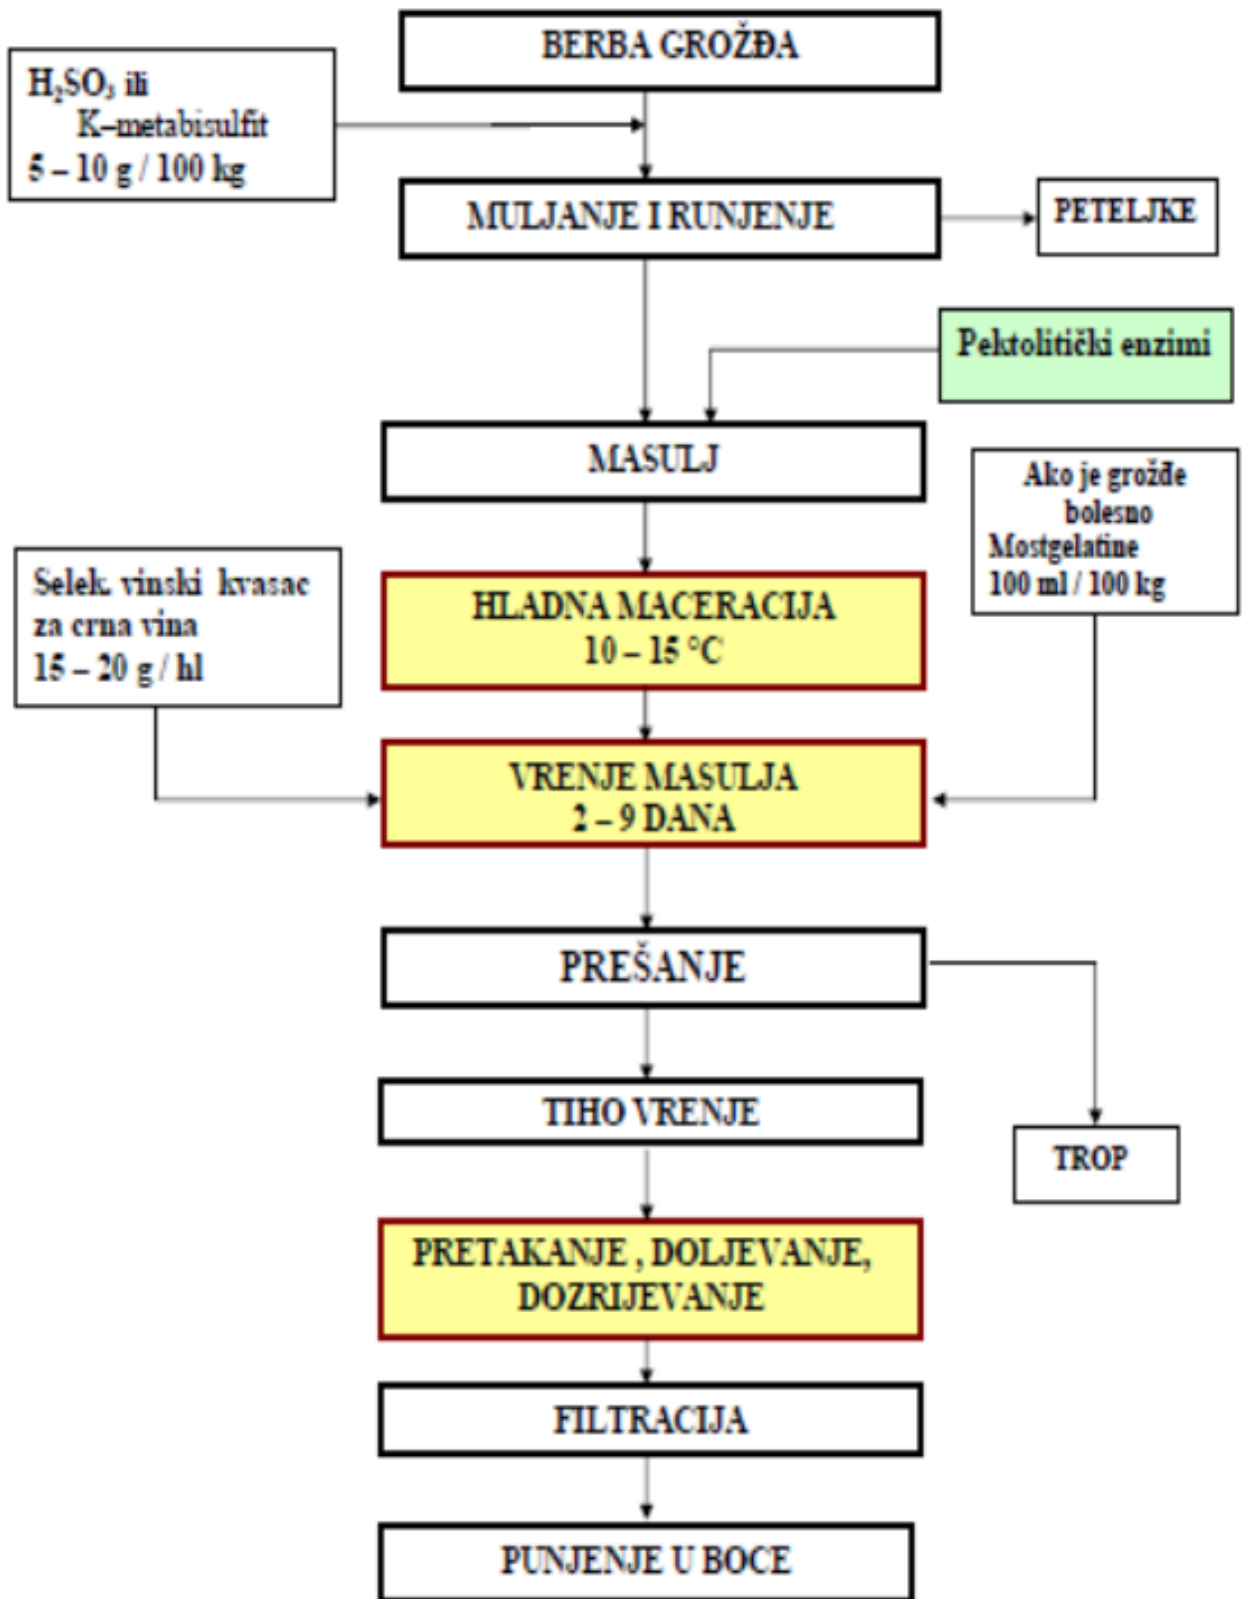 BERBA GROŽĐA
H₂SO₃ ili
K–metabisulfit
5 – 10 g / 100 kg
MULJANJE I RUNJENJE
PETELJKE
Pektolitički enzimi
MASULJ
Ako je grožđe
bolesno
Mostgelatine
100 ml / 100 kg
Selek. vinski kvasac
za crna vina
15 – 20 g / hl
HLADNA MACERACIJA
10 – 15 °C
VRENJE MASULJA
2 – 9 DANA
PREŠANJE
TIHO VRENJE
TROP
PRETAKANJE , DOLJEVANJE,
DOZRIJEVANJE
FILTRACIJA
PUNJENJE U BOCE